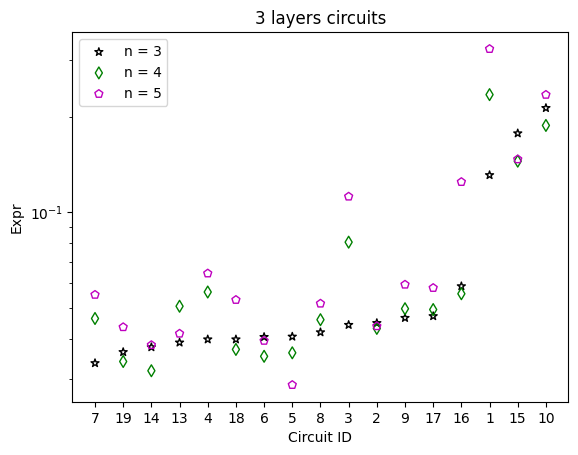 3 layers circuits
n = 3
n = 4
n = 5
Expr
10⁻¹
7 19 14 13 4 18 6 5 8 3 2 9 17 16 1 15 10
Circuit ID